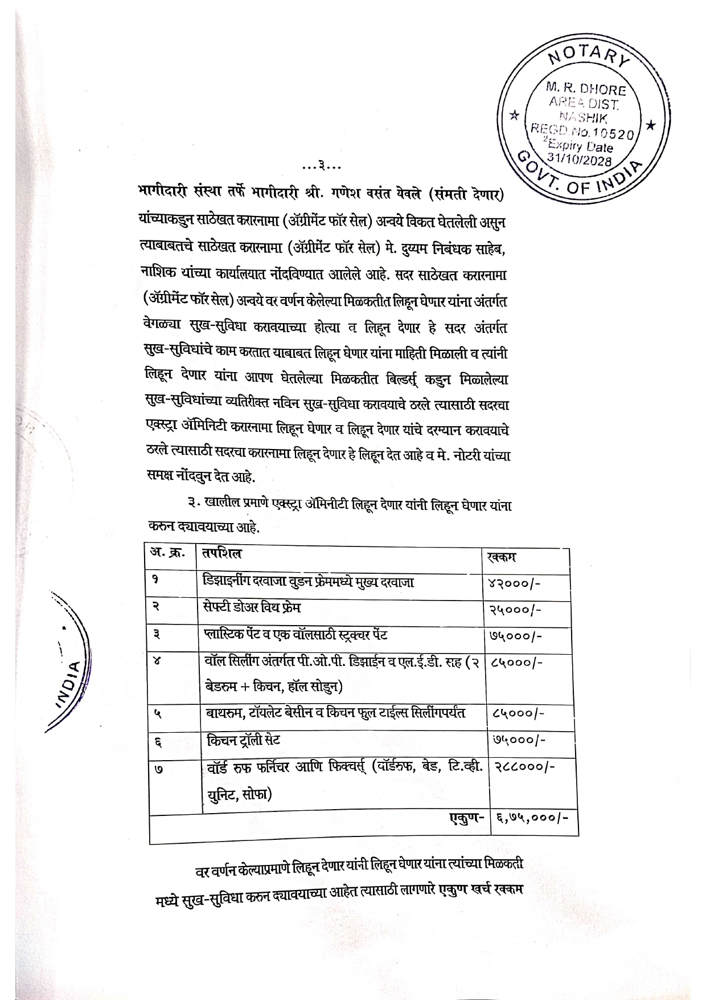 NOTARY
M. R. DHORE
AREA DIST.
NASHIK
REGD.No.10520
Expiry Date
31/10/2028
GOVT. OF INDIA
...३...
भागीदारी संस्था तर्फे भागीदारी श्री. गणेश वसंत येवले (संमती देणार)
यांच्याकडुन साठेखत करारनामा (ॲग्रीमेंट फॉर सेल) अन्वये विकत घेतलेली असुन
त्याबाबतचे साठेखत करारनामा (ॲग्रीमेंट फॉर सेल) मे. दुय्यम निबंधक साहेब,
नाशिक यांच्या कार्यालयात नोंदविण्यात आलेले आहे. सदर साठेखत करारनामा
(ॲग्रीमेंट फॉर सेल) अन्वये वर वर्णन केलेल्या मिळकतीत लिहून घेणार यांना अंतर्गत
वेगळ्या सुख-सुविधा करावयाच्या होत्या व लिहून देणार हे सदर अंतर्गत
सुख-सुविधांचे काम करतात याबाबत लिहून घेणार यांना माहिती मिळाली व त्यांनी
लिहून देणार यांना आपण घेतलेल्या मिळकतीत बिल्डर्स् कडुन मिळालेल्या
सुख-सुविधांच्या व्यतिरीक्त नविन सुख-सुविधा करावयाचे ठरले त्यासाठी सदरचा
एक्स्ट्रा ॲमिनिटी करारनामा लिहून घेणार व लिहून देणार यांचे दरम्यान करावयाचे
ठरले त्यासाठी सदरचा करारनामा लिहून देणार हे लिहून देत आहे व मे. नोटरी यांच्या
समक्ष नोंदवुन देत आहे.
३. खालील प्रमाणे एक्स्ट्रा ॲमिनीटी लिहून देणार यांनी लिहून घेणार यांना
करुन द्यावयाच्या आहे.
अ. क्र. तपशिल रक्कम
१ डिझाइनींग दरवाजा वुडन फ्रेममध्ये मुख्य दरवाजा ४२०००/-
२ सेफ्टी डोअर विथ फ्रेम २५०००/-
३ प्लास्टिक पेंट व एक वॉलसाठी स्ट्रक्चर पेंट ७५०००/-
४ वॉल सिलींग अंतर्गत पी.ओ.पी. डिझाईन व एल.ई.डी. सह (२ ८५०००/-
बेडरुम + किचन, हॉल सोडुन)
५ बाथरुम, टॉयलेट बेसीन व किचन फुल टाईल्स सिलींगपर्यंत ८५०००/-
६ किचन ट्रॉली सेट ७५०००/-
७ वॉर्ड रुफ फर्निचर आणि फिक्चर्स् (वॉर्डरुफ, बेड, टि.व्ही. २८८०००/-
युनिट, सोफा)
एकुण- ६,७५,०००/-
वर वर्णन केल्याप्रमाणे लिहून देणार यांनी लिहून घेणार यांना त्यांच्या मिळकती
मध्ये सुख-सुविधा करुन द्यावयाच्या आहेत त्यासाठी लागणारे एकुण खर्च रक्कम
INDIA